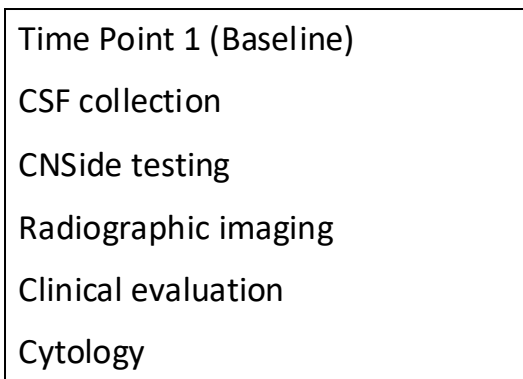 Time Point 1 (Baseline)
CSF collection
CNSide testing
Radiographic imaging
Clinical evaluation
Cytology